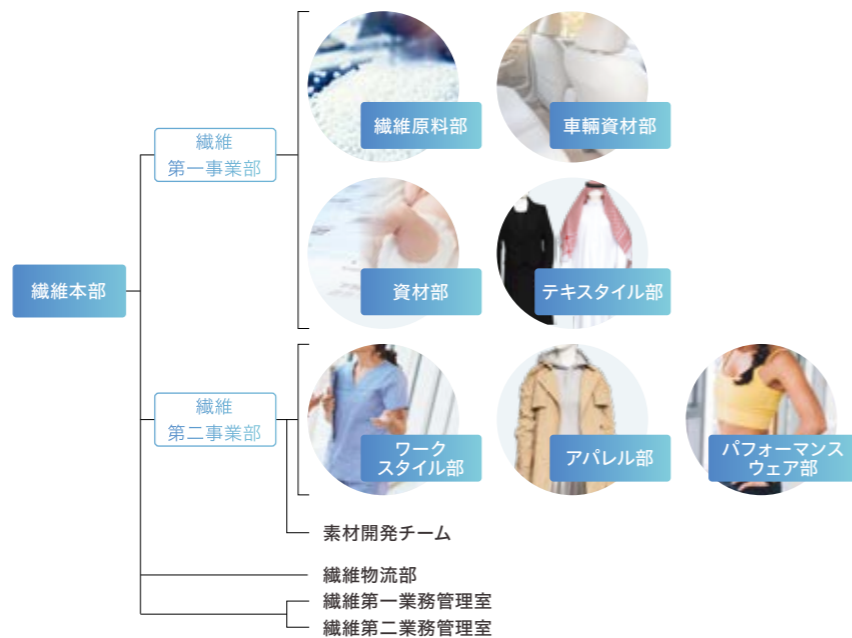 繊維本部
繊維
第一事業部
繊維原料部
車輛資材部
資材部
テキスタイル部
繊維
第二事業部
ワーク
スタイル部
アパレル部
パフォーマンス
ウェア部
素材開発チーム
繊維物流部
繊維第一業務管理室
繊維第二業務管理室